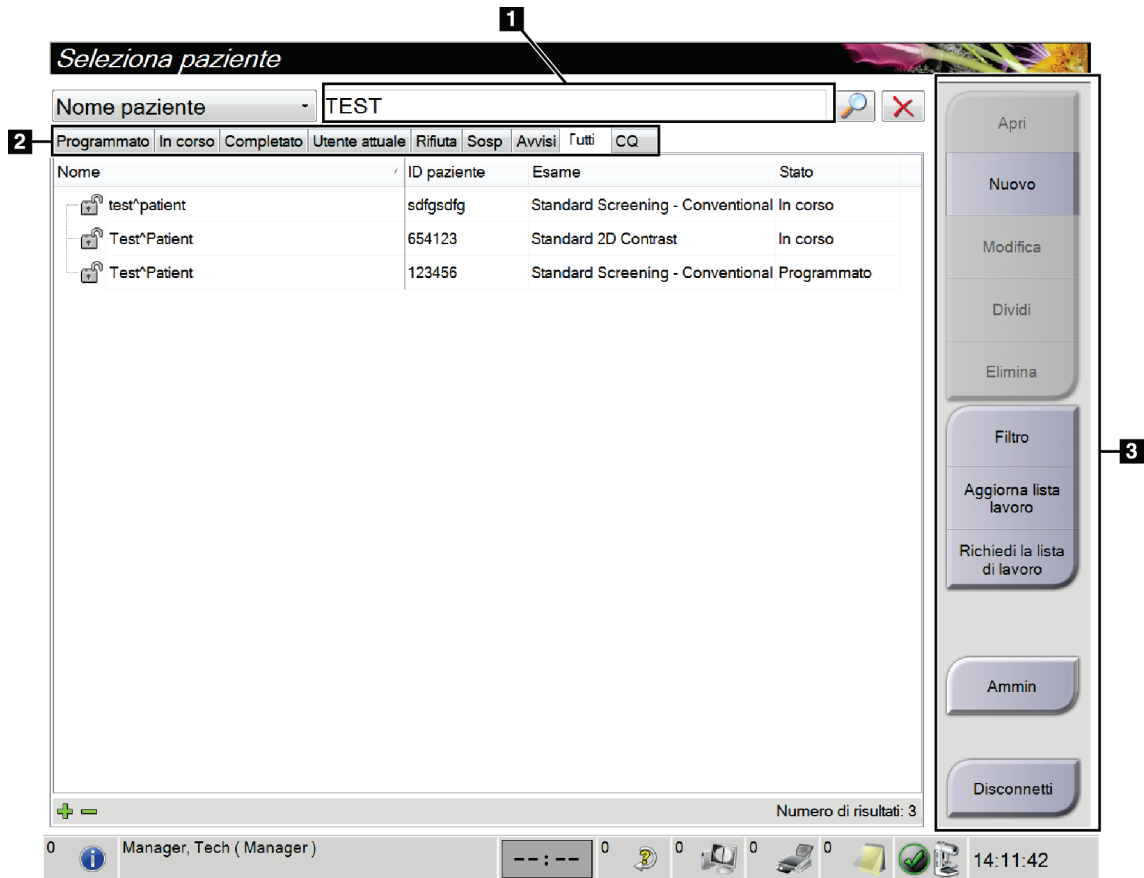 1
Seleziona paziente
Nome paziente
TEST
2
Programmato In corso Completato Utente attuale Rifiuta Sosp Avvisi Tutti CQ
Nome ID paziente Esame Stato
test^patient sdfgsdfg Standard Screening - Conventional In corso
Test^Patient 654123 Standard 2D Contrast In corso
Test^Patient 123456 Standard Screening - Conventional Programmato
Apri
Nuovo
Modifica
Dividi
Elimina
Filtro
3
Aggiorna lista
lavoro
Richiedi la lista
di lavoro
Ammin
Disconnetti
Numero di risultati: 3
0 Manager, Tech ( Manager ) --:-- 0 0 0 0 14:11:42